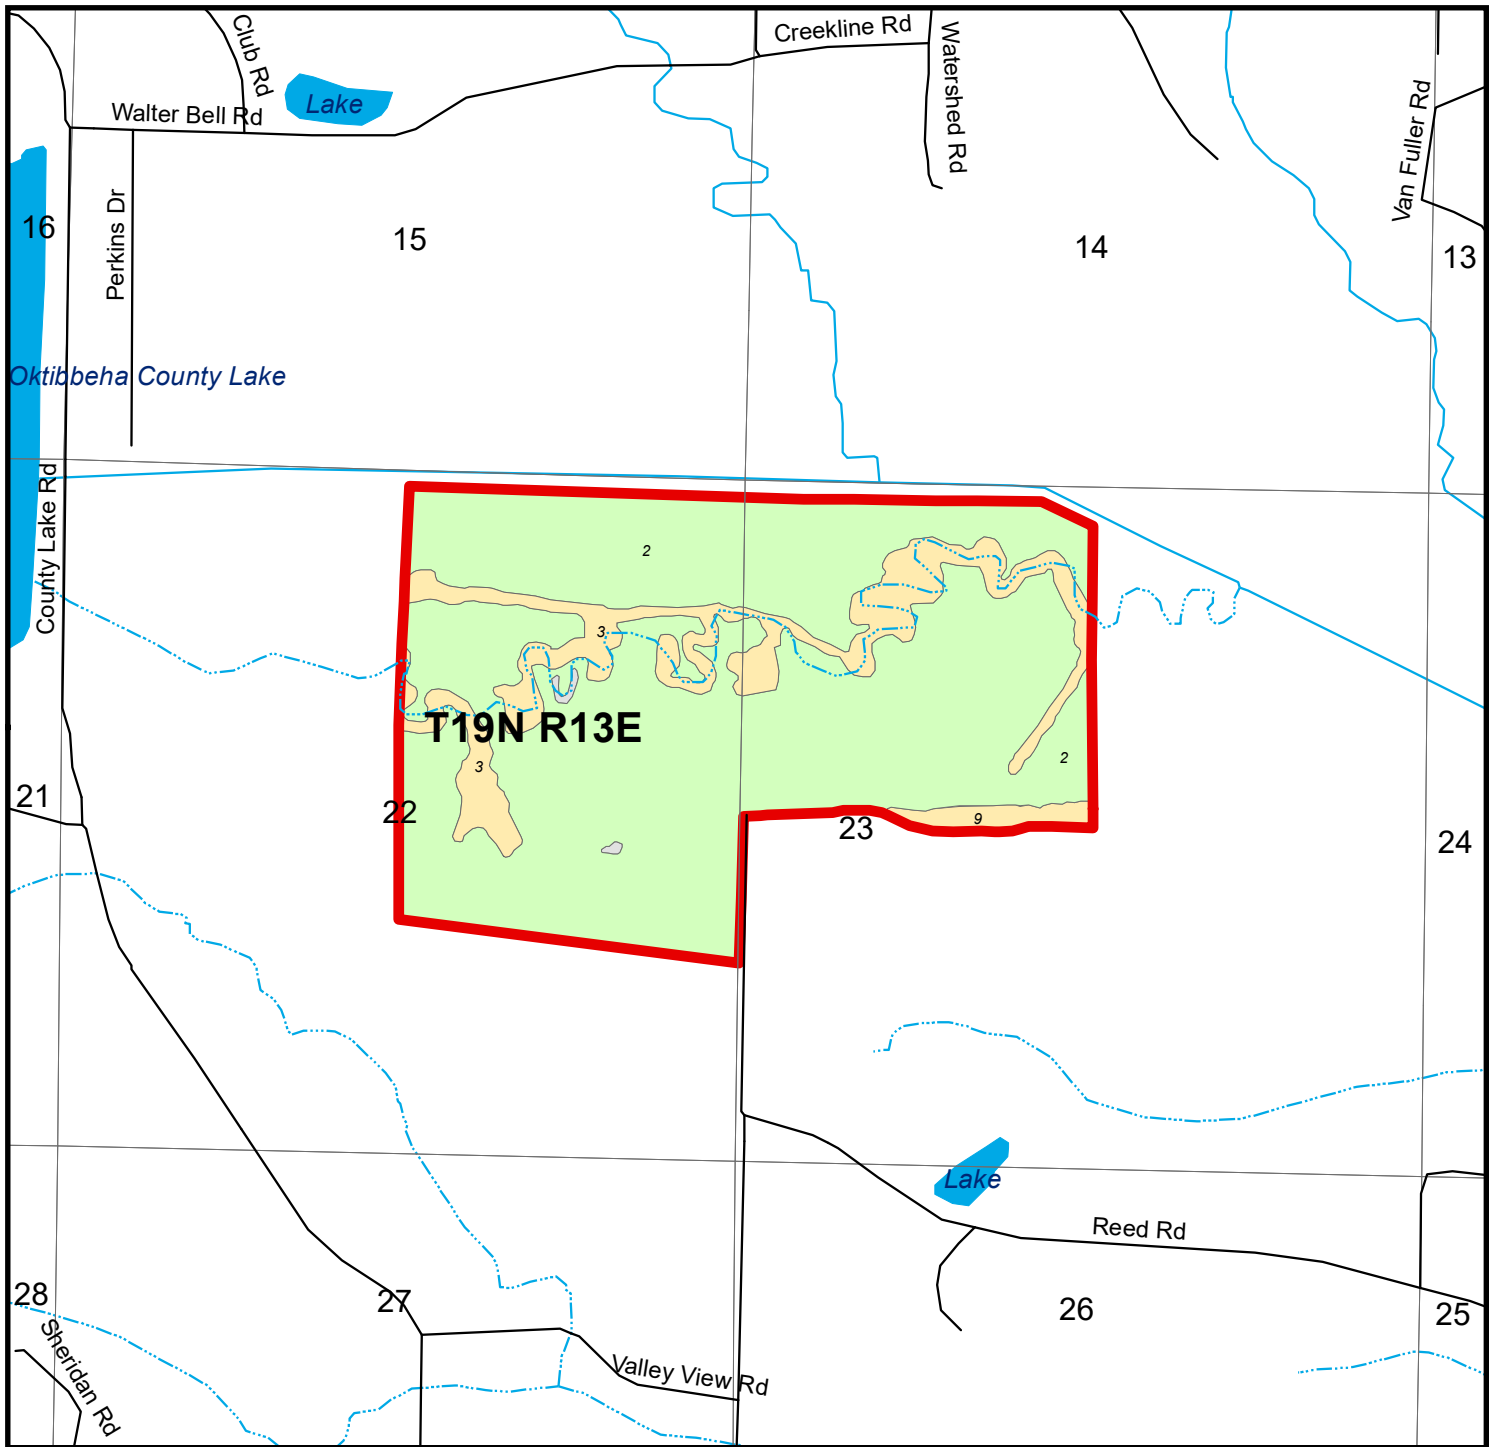 Club Rd
Creekline Rd
Watershed Rd
Van Fuller Rd
Lake
Walter Bell Rd
16
Perkins Dr
15
14
13
Oktibbeha County Lake
County Lake Rd
2
3
T19N R13E
3
2
21
22
23
9
24
Lake
Reed Rd
28
27
26
25
Sheridan Rd
Valley View Rd